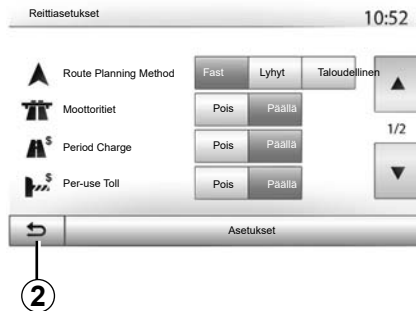 Reittiasetukset 10:52
Route Planning Method Fast Lyhyt Taloudellinen
Moottoritiet Pois Päällä
1/2
Period Charge Pois Päällä
Per-use Toll Pois Päällä
Asetukset
2